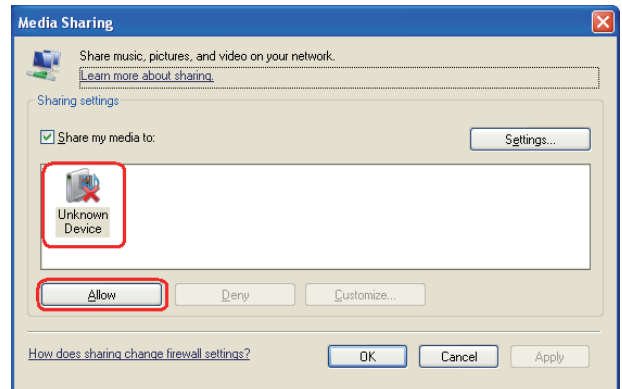 Media Sharing
Share music, pictures, and video on your network.
Learn more about sharing.
Sharing settings
Share my media to:
Settings...
Unknown
Device
Allow
Deny
Customize...
How does sharing change firewall settings?
OK
Cancel
Apply